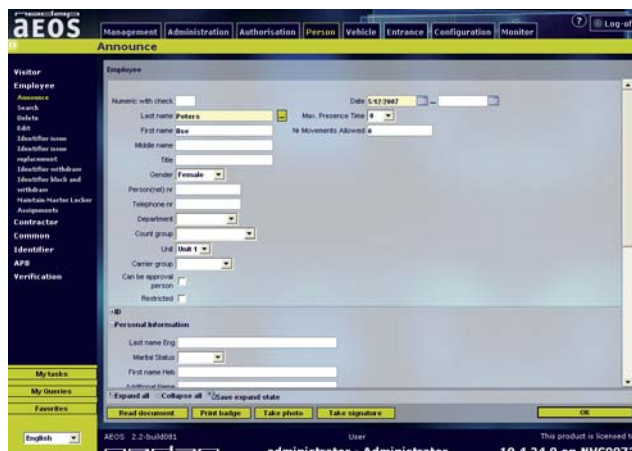 aEOS
Management Administration Authorisation Person Vehicle Entrance Configuration Monitor
? Log-of
Announce
Visitor
Employee
Announce
Search
Delete
Edit
Identifier issue
Identifier issue
replacement
Identifier withdraw
Identifier block and
withdraw
Maintain Master Locker
Assignments
Contractor
Common
Identifier
APB
Verification
My tasks
My Queries
Favorites
English
Employee
Numeric with check
Date 5/12/2007 ...
Last name Peters ...
Max. Presence Time 4
First name Ilse
Nr Movements Allowed 0
Middle name
Title
Gender Female
Person(nel) nr
Telephone nr
Department
Count group
Unit Unit 1
Carrier group
Can be approval
person
Restricted
ID
Personal Information
Last name Eng
Marital Status
First name Heb
Additional Name
Expand all Collapse all Save expand state
Read document Print badge Take photo Take signature OK
AEOS 2.2-build081 User This product is licensed t
administrator - Administrator